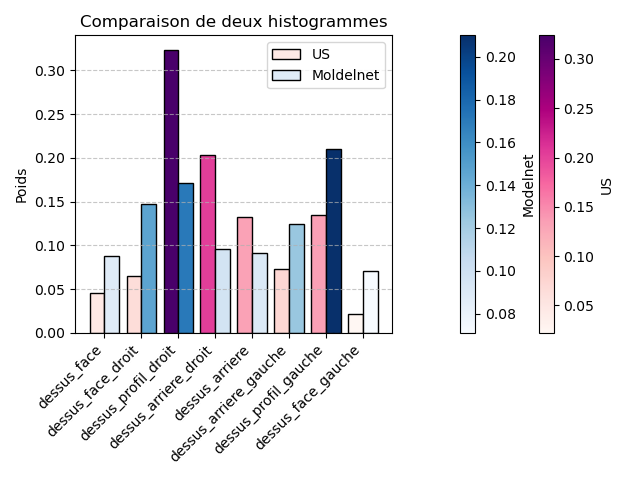 Comparaison de deux histogrammes
US
Moldelnet
Poids
0.30
0.25
0.20
0.15
0.10
0.05
0.00
dessus_face
dessus_face_droit
dessus_profil_droit
dessus_arriere_droit
dessus_arriere
dessus_arriere_gauche
dessus_profil_gauche
dessus_face_gauche
0.20
0.18
0.16
0.14
0.12
0.10
0.08
Modelnet
0.30
0.25
0.20
0.15
0.10
0.05
US